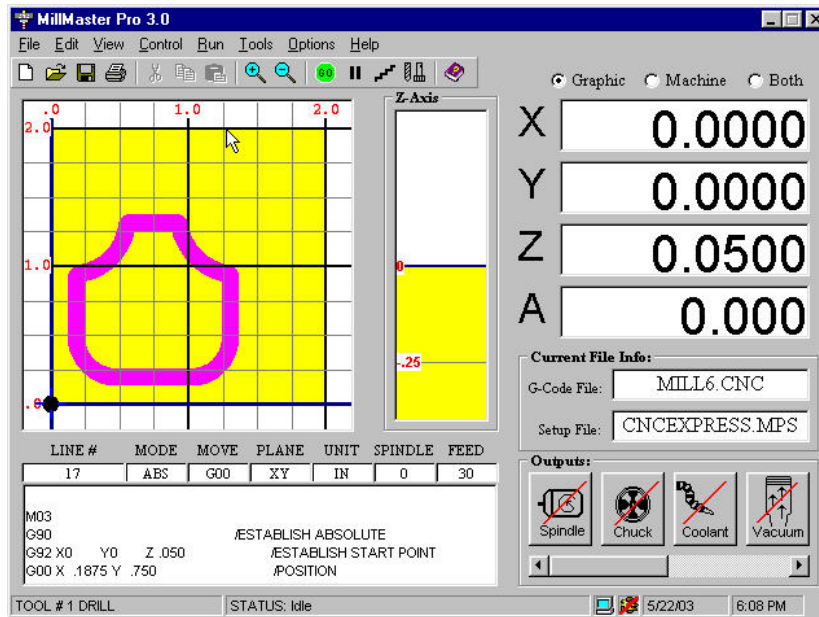 MillMaster Pro 3.0
File Edit View Control Run Tools Options Help
GO
Graphic Machine Both
.0 1.0 2.0
2.0
1.0
.0
Z-Axis
0
-.25
X 0.0000
Y 0.0000
Z 0.0500
A 0.000
Current File Info:
G-Code File: MILL6.CNC
Setup File: CNCEXPRESS.MPS
LINE # MODE MOVE PLANE UNIT SPINDLE FEED
17 ABS G00 XY IN 0 30
M03
G90 /ESTABLISH ABSOLUTE
G92 X0 Y0 Z .050 /ESTABLISH START POINT
G00 X .1875 Y .750 /POSITION
Outputs:
Spindle Chuck Coolant Vacuum
TOOL # 1 DRILL STATUS: Idle 5/22/03 6:08 PM